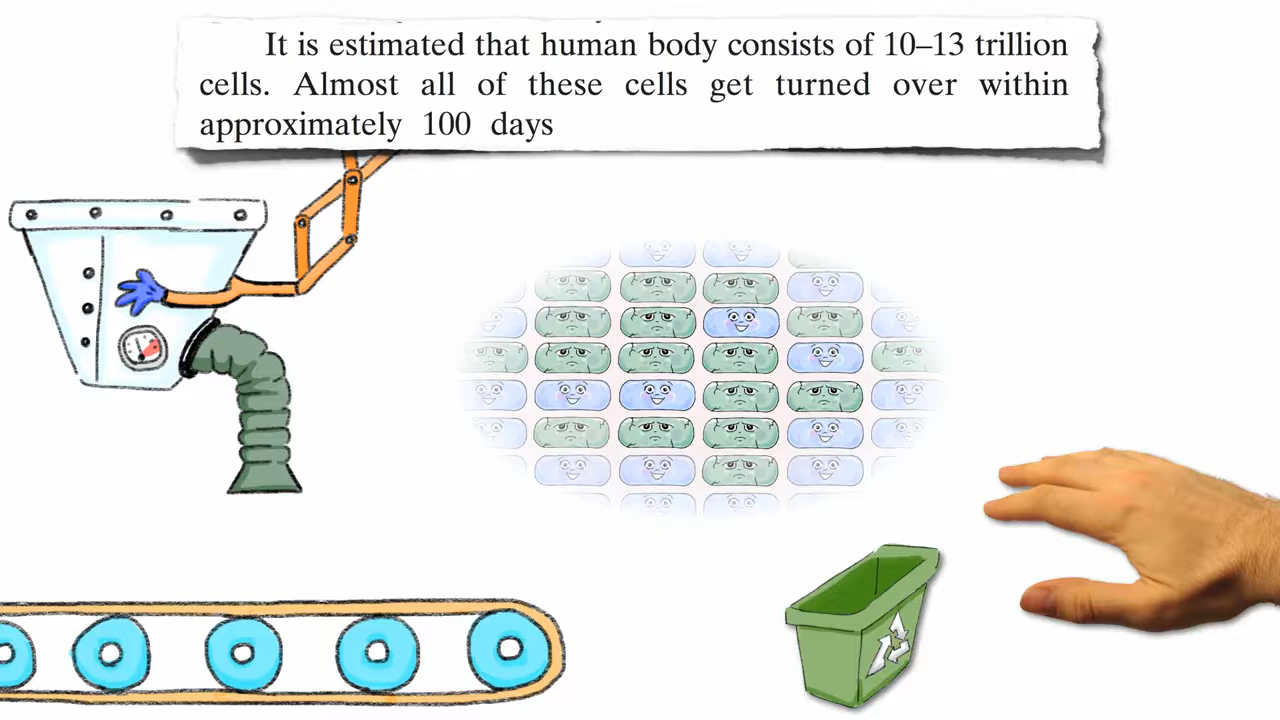 It is estimated that human body consists of 10–13 trillion
cells. Almost all of these cells get turned over within
approximately 100 days